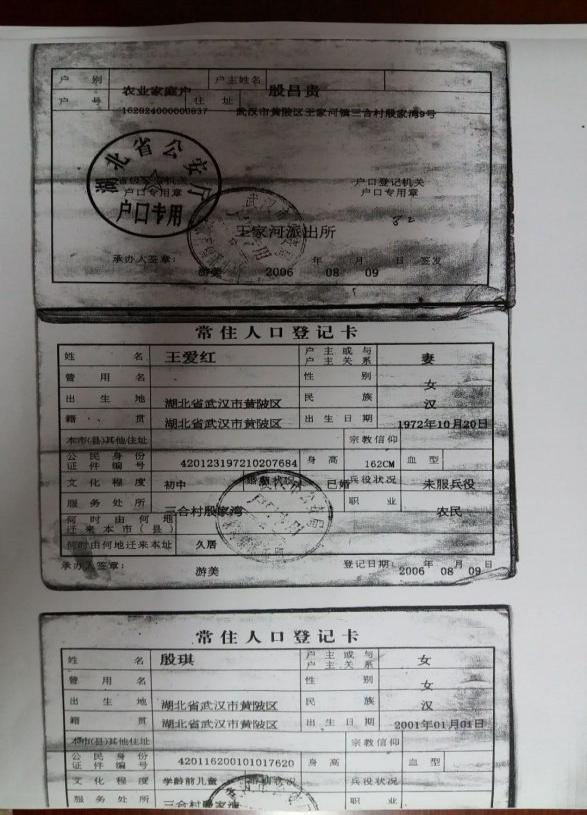 户 别 农业家庭户 户主姓名 殷昌贵
户 号 住 址 武汉市黄陂区王家河镇三合村殷家湾9号
湖北省公安厅
户口专用
户口专用章
户口登记机关
户口专用章
王家河派出所
承办人签章: 游美 2006 年 08 月 09 日 签发
常住人口登记卡
姓 名 王爱红 户主或与户主关系 妻
曾用名 性 别 女
出生地 湖北省武汉市黄陂区 民 族 汉
籍 贯 湖北省武汉市黄陂区 出生日期 1972年10月20日
本市(县)其他住址 宗教信仰
公民身份证件编号 420123197210207684 身高 162CM 血型
文化程度 初中 婚姻状况 已婚 兵役状况 未服兵役
服务处所 三合村殷家湾 职 业 农民
何时由何地迁来本市(县)
何时由何地迁来本址 久居
承办人签章: 游美 登记日期: 2006 年 08 月 09 日
常住人口登记卡
姓 名 殷琪 户主或与户主关系 女
曾用名 性 别 女
出生地 湖北省武汉市黄陂区 民 族 汉
籍 贯 湖北省武汉市黄陂区 出生日期 2001年01月01日
本市(县)其他住址 宗教信仰
公民身份证件编号 420116200101017620 身高 血型
文化程度 学龄前儿童 婚姻状况 兵役状况
服务处所 三合村殷家湾 职 业